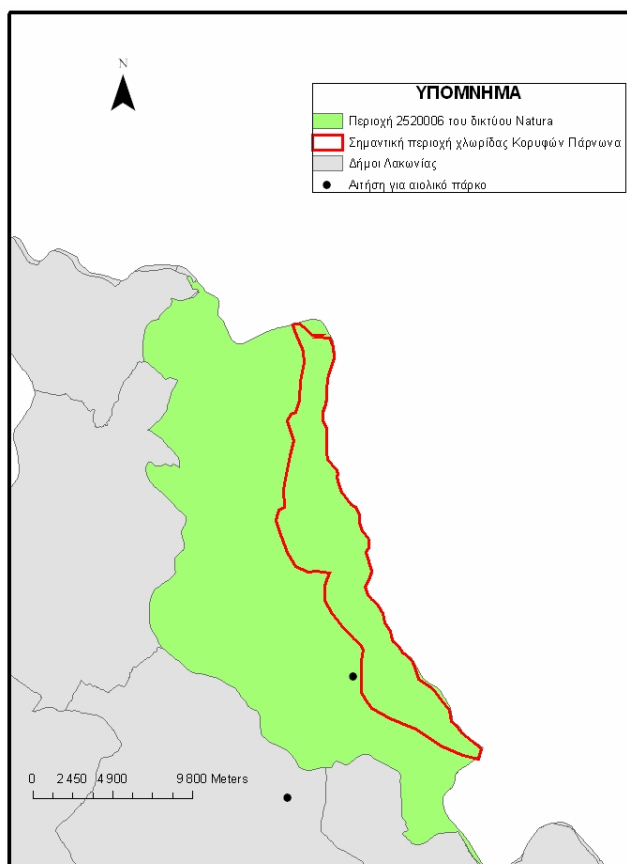 N
ΥΠΟΜΝΗΜΑ
Περιοχή 2520006 του δικτύου Natura
Σημαντική περιοχή χλωρίδας Κορυφών Πάρνωνα
Δήμοι Λακωνίας
Αιτήση για αιολικό πάρκο
0 2 450 4 900 9 800 Meters